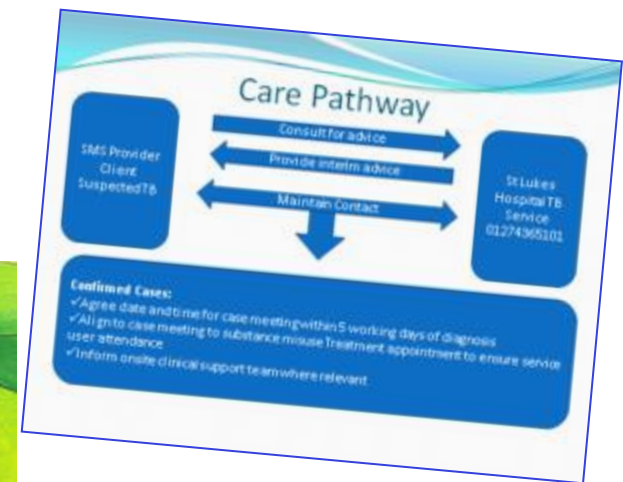 Care Pathway
SMS Provider
Client
Suspected TB
Consult for advice
Provide interim advice
Maintain Contact
St Lukes
Hospital TB
Service
01274365101
Confirmed Cases:
✓Agree date and time for case meeting within 5 working days of diagnosis
✓Align to case meeting to substance misuse Treatment appointment to ensure service
user attendance
✓Inform onsite clinical support team where relevant